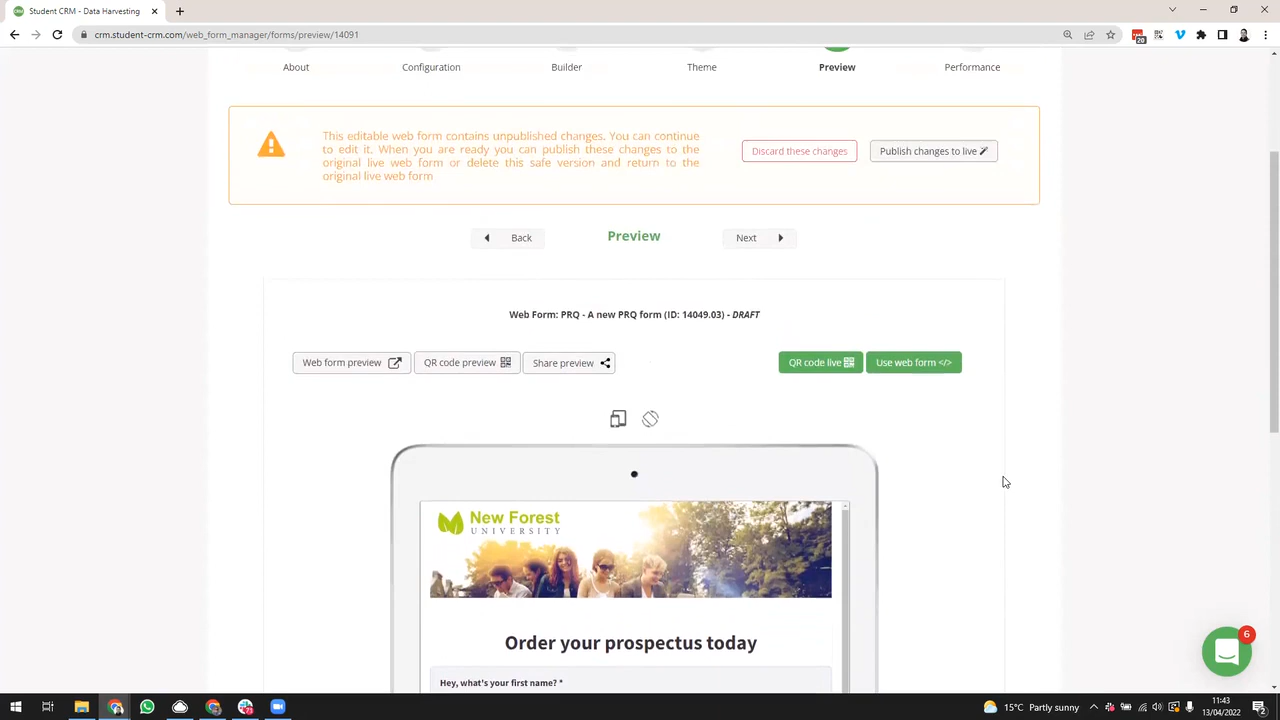 Student CRM - Data Harvesting
crm.student-crm.com/web_form_manager/forms/preview/14091
20
About
Configuration
Builder
Theme
Preview
Performance
This editable web form contains unpublished changes. You can continue
to edit it. When you are ready you can publish these changes to the
original live web form or delete this safe version and return to the
original live web form
Discard these changes
Publish changes to live
Back
Preview
Next
Web Form: PRQ - A new PRQ form (ID: 14049.03) - DRAFT
Web form preview
QR code preview
Share preview
QR code live
Use web form </>
New Forest
UNIVERSITY
Order your prospectus today
Hey, what's your first name? *
6
15°C Partly sunny
11:43
13/04/2022
2